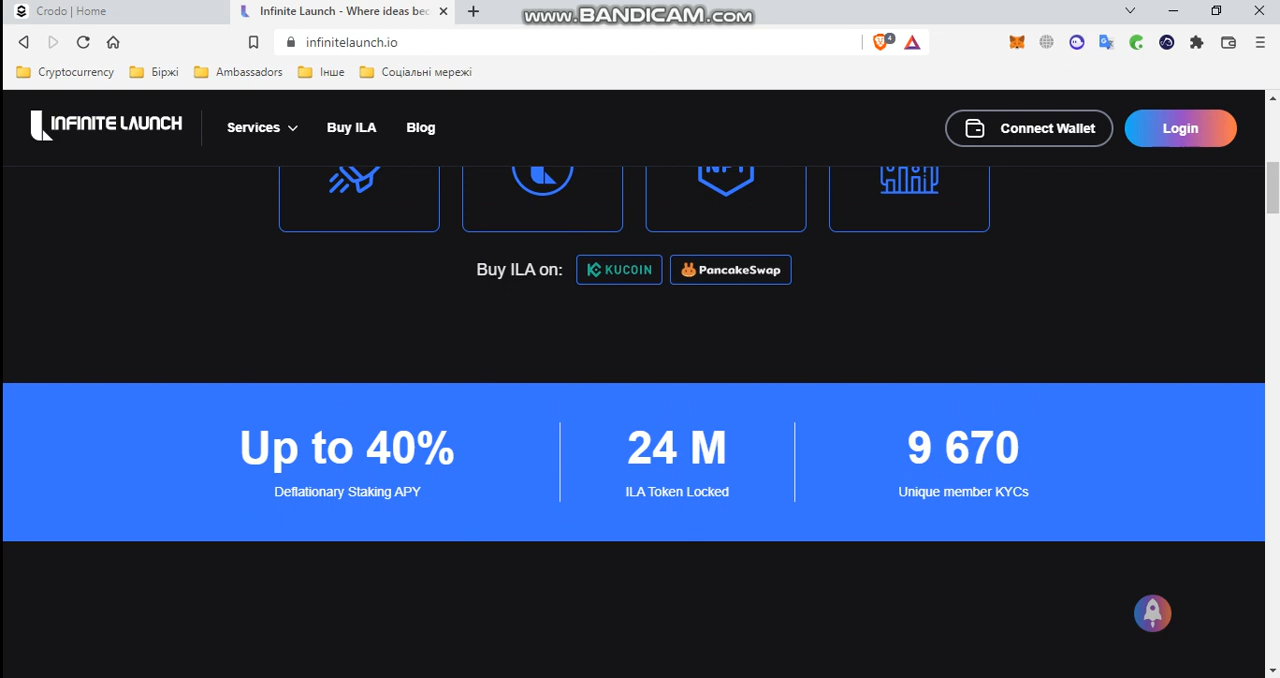 Crodo | Home
Infinite Launch - Where ideas bec
www.BANDICAM.com
infinitelaunch.io
4
Cryptocurrency
Біржі
Ambassadors
Інше
Соціальні мережі
INFINITE LAUNCH
Services
Buy ILA
Blog
Connect Wallet
Login
NFT
Buy ILA on:
KUCOIN
PancakeSwap
Up to 40%
24 M
9 670
Deflationary Staking APY
ILA Token Locked
Unique member KYCs